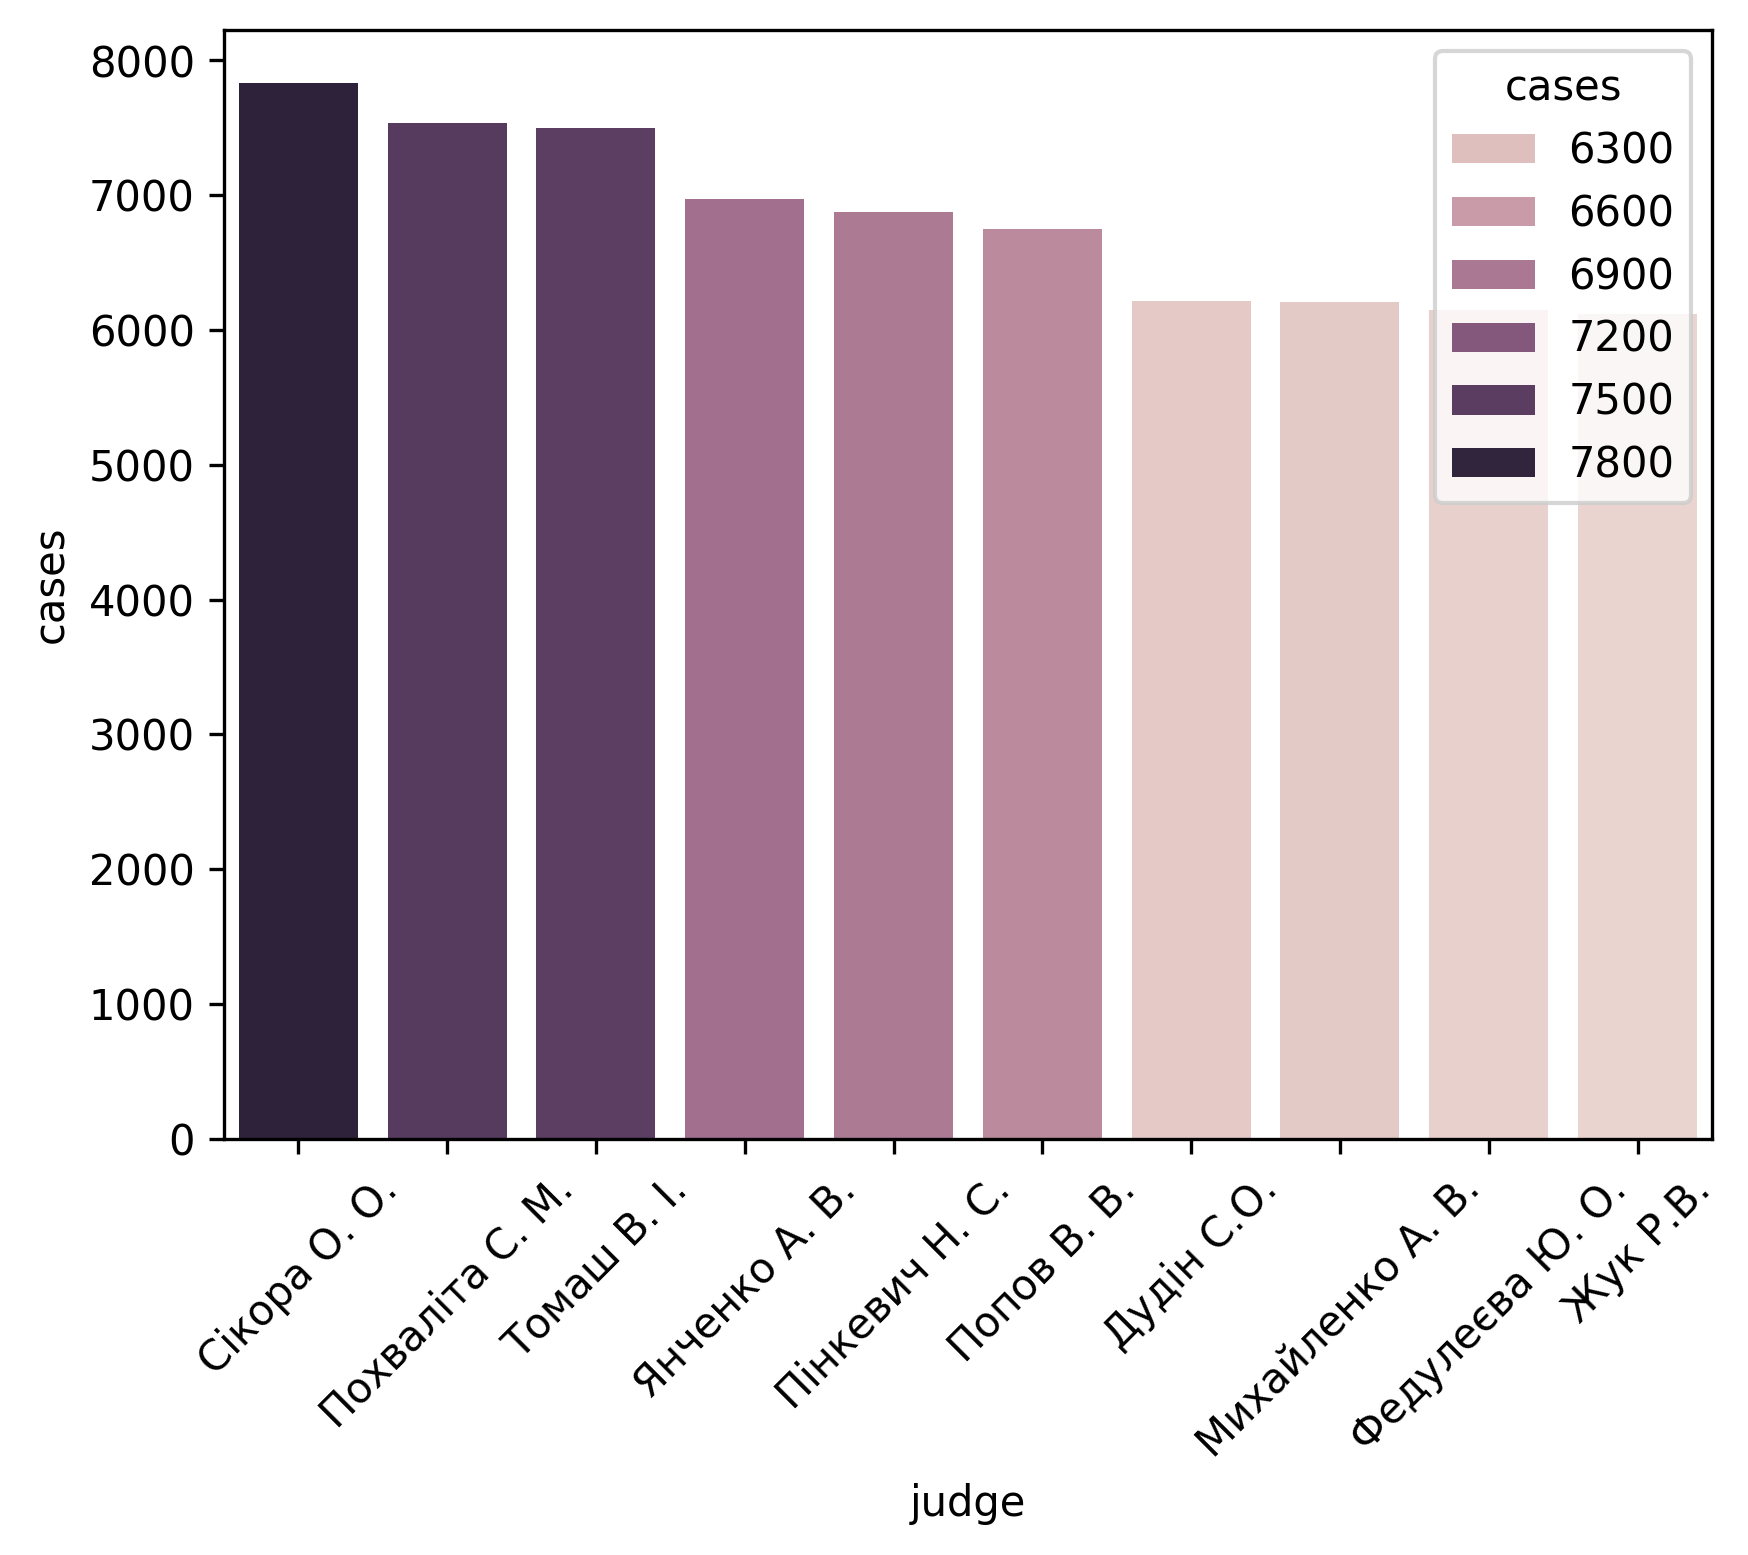 8000
7000
6000
5000
4000
3000
2000
1000
0
cases
cases
6300
6600
6900
7200
7500
7800
Сікора О. О.
Похваліта С. М.
Томаш В. І.
Янченко А. В.
Пінкевич Н. С.
Попов В. В.
Дудін С.О.
Михайленко А. В.
Федулеєва Ю. О.
Жук Р.В.
judge